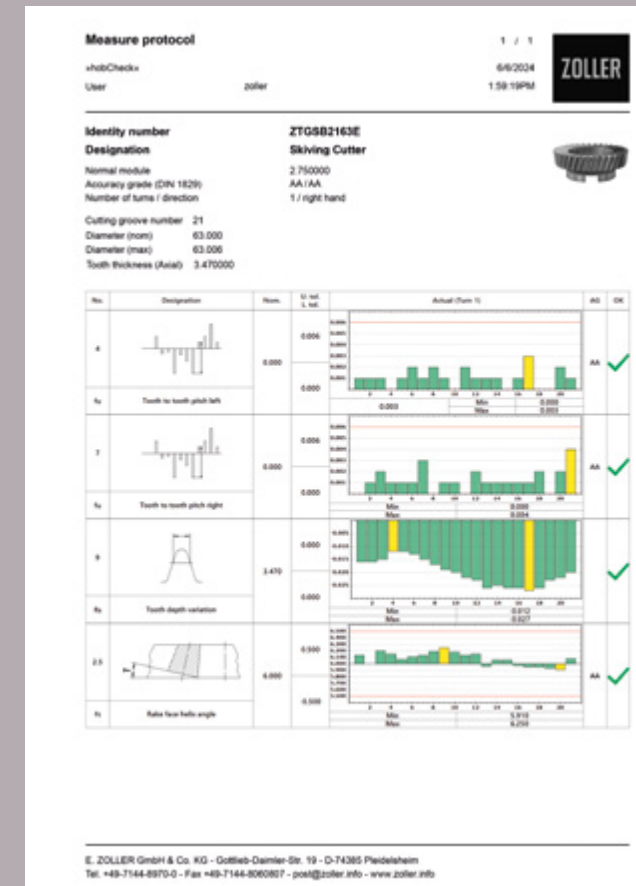 Measure protocol
1 / 1
»hobCheck«
6/6/2024
User
zoller
1:59:19PM
ZOLLER
Identity number
ZTGSB2163E
Designation
Skiving Cutter
Normal module
2.750000
Accuracy grade (DIN 1829)
AA / AA
Number of turns / direction
1 / right hand
Cutting groove number 21
Diameter (nom) 63.000
Diameter (max) 63.006
Tooth thickness (Axial) 3.470000
No.
Designation
Nom.
U. tol.
L. tol.
Actual (Turn 1)
AG
OK
0.006
0.000
0.000
AA
Tooth to tooth pitch left
0.003
Min 0.000
Max 0.003
7
0.006
0.000
0.000
AA
Tooth to tooth pitch right
Min 0.000
Max 0.004
0.000
3.470
0.000
Tooth depth variation
Min 0.012
Max 0.027
0.500
6.000
0.500
AA
Rake face helix angle
Min 5.910
Max 6.250
E. ZOLLER GmbH & Co. KG - Gottlieb-Daimler-Str. 19 - D-74385 Pleidelsheim
Tel. +49-7144-8970-0 - Fax +49-7144-8060807 - post@zoller.info - www.zoller.info